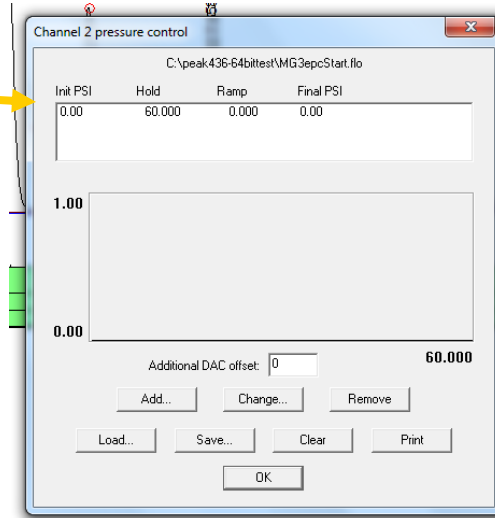 Channel 2 pressure control
C:\peak436-64bittest\MG3epcStart.flo
Init PSI Hold Ramp Final PSI
0.00 60.000 0.000 0.00
1.00
0.00
60.000
Additional DAC offset: 0
Add... Change... Remove
Load... Save... Clear Print
OK